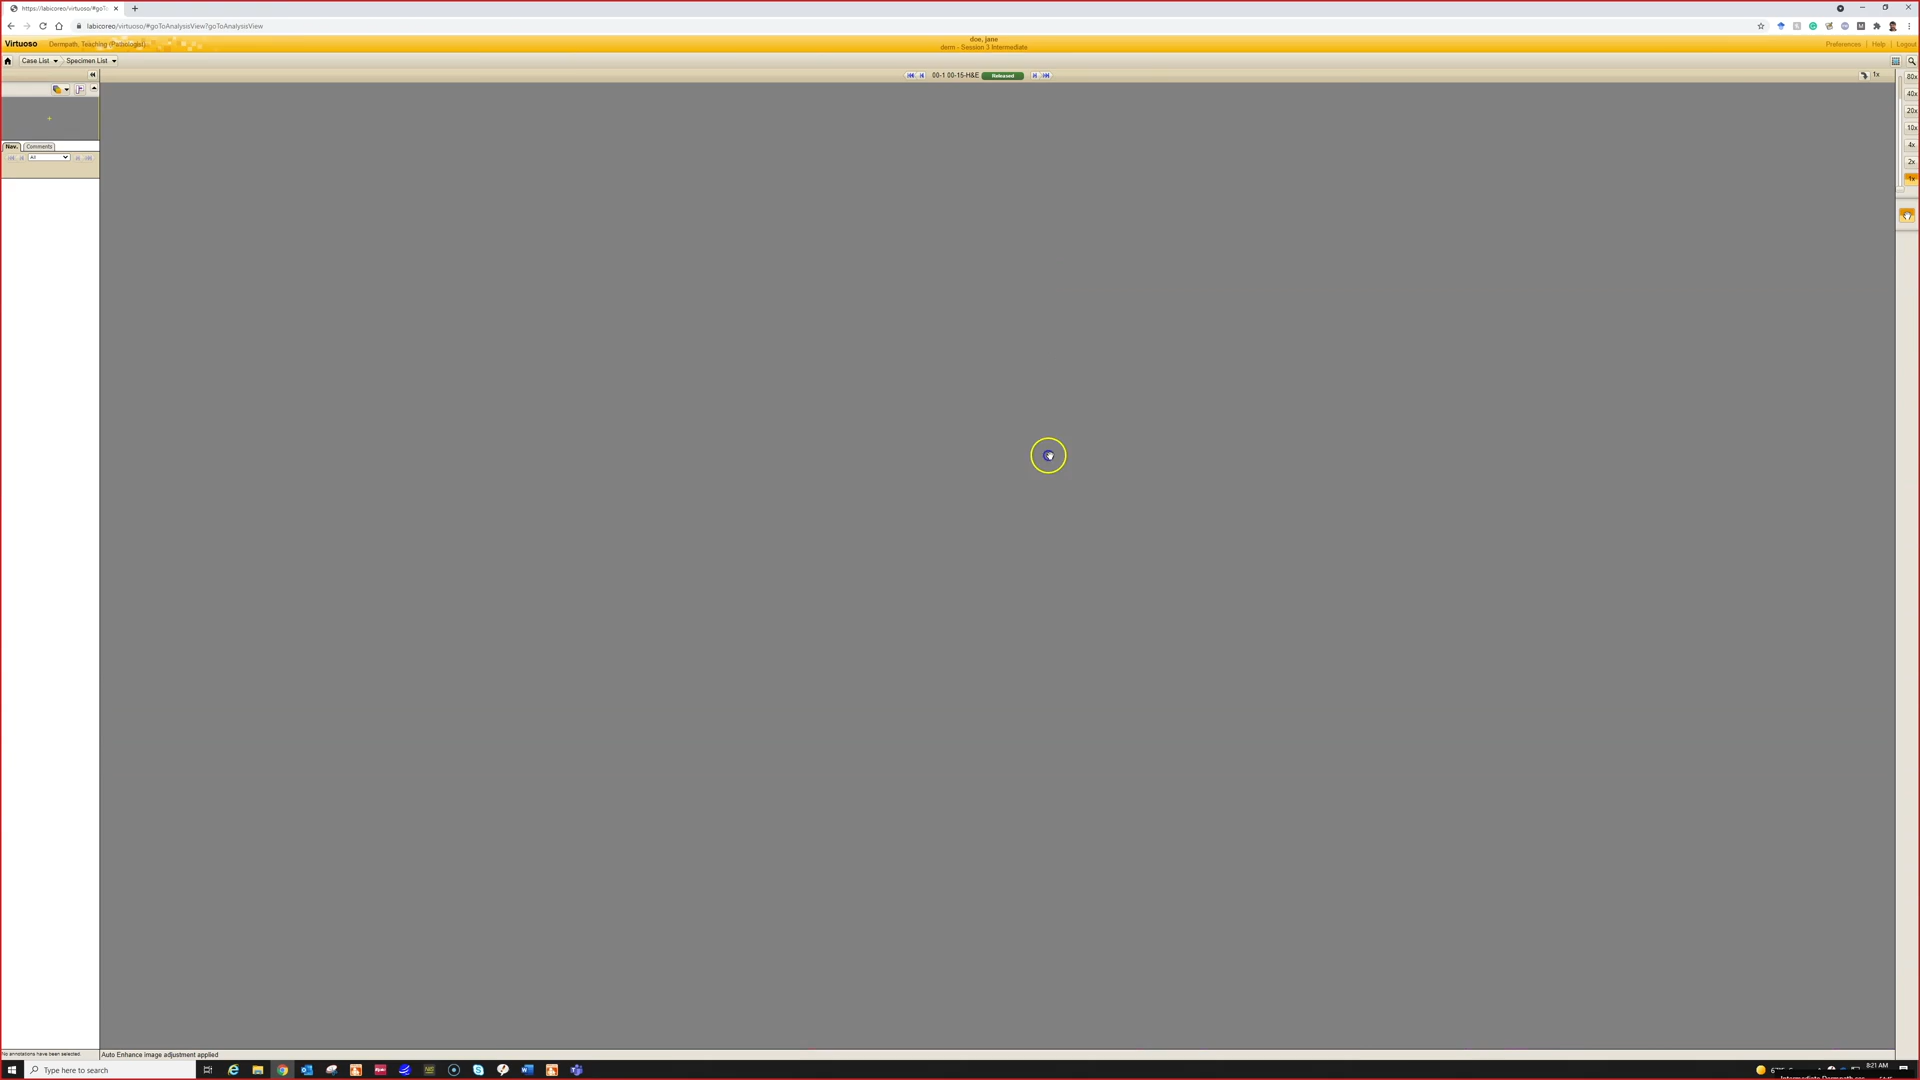 https://labicoreo/virtuoso/#goTo
labicoreo/virtuoso/#goToAnalysisView?goToAnalysisView
Virtuoso Dermpath, Teaching (Pathologist)
doe, jane
derm - Session 3 Intermediate
Preferences | Help | Logout
Case List Specimen List
00-1 00-15-H&E Released
1x
80x
40x
20x
10x
4x
2x
1x
Nav. Comments
All
No annotations have been selected.
Auto Enhance image adjustment applied
Type here to search
8:21 AM